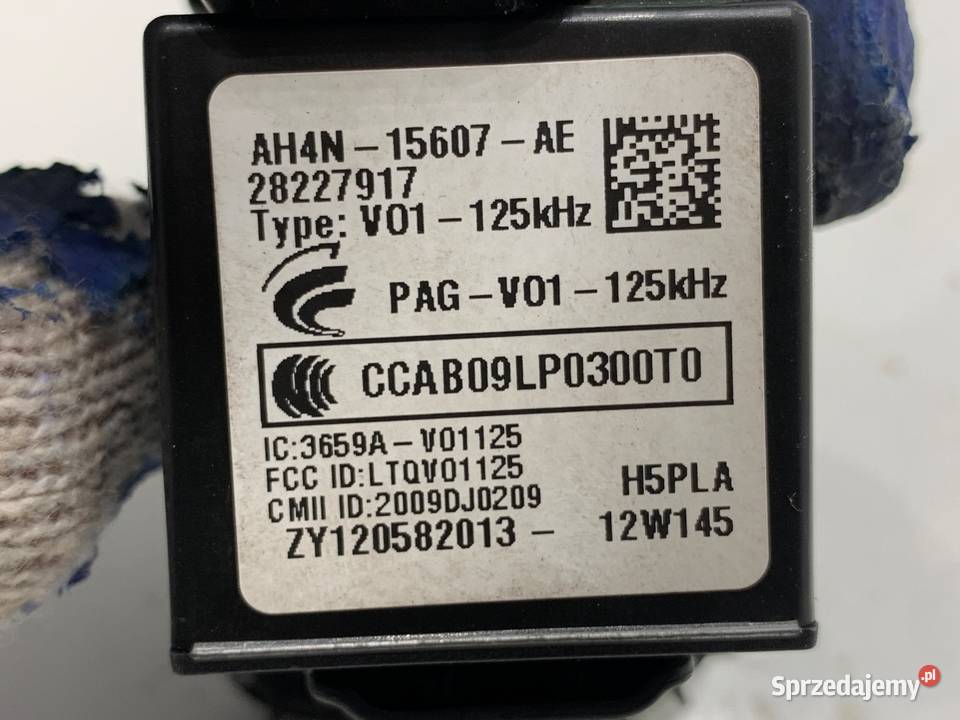 AH4N-15607-AE
28227917
Type: V01-125kHz
PAG-V01-125kHz
CCAB09LP0300T0
IC:3659A-V01125
FCC ID:LTQV01125
CMII ID:2009DJ0209
H5PLA
ZY120582013- 12W145
Sprzedajemy.pl